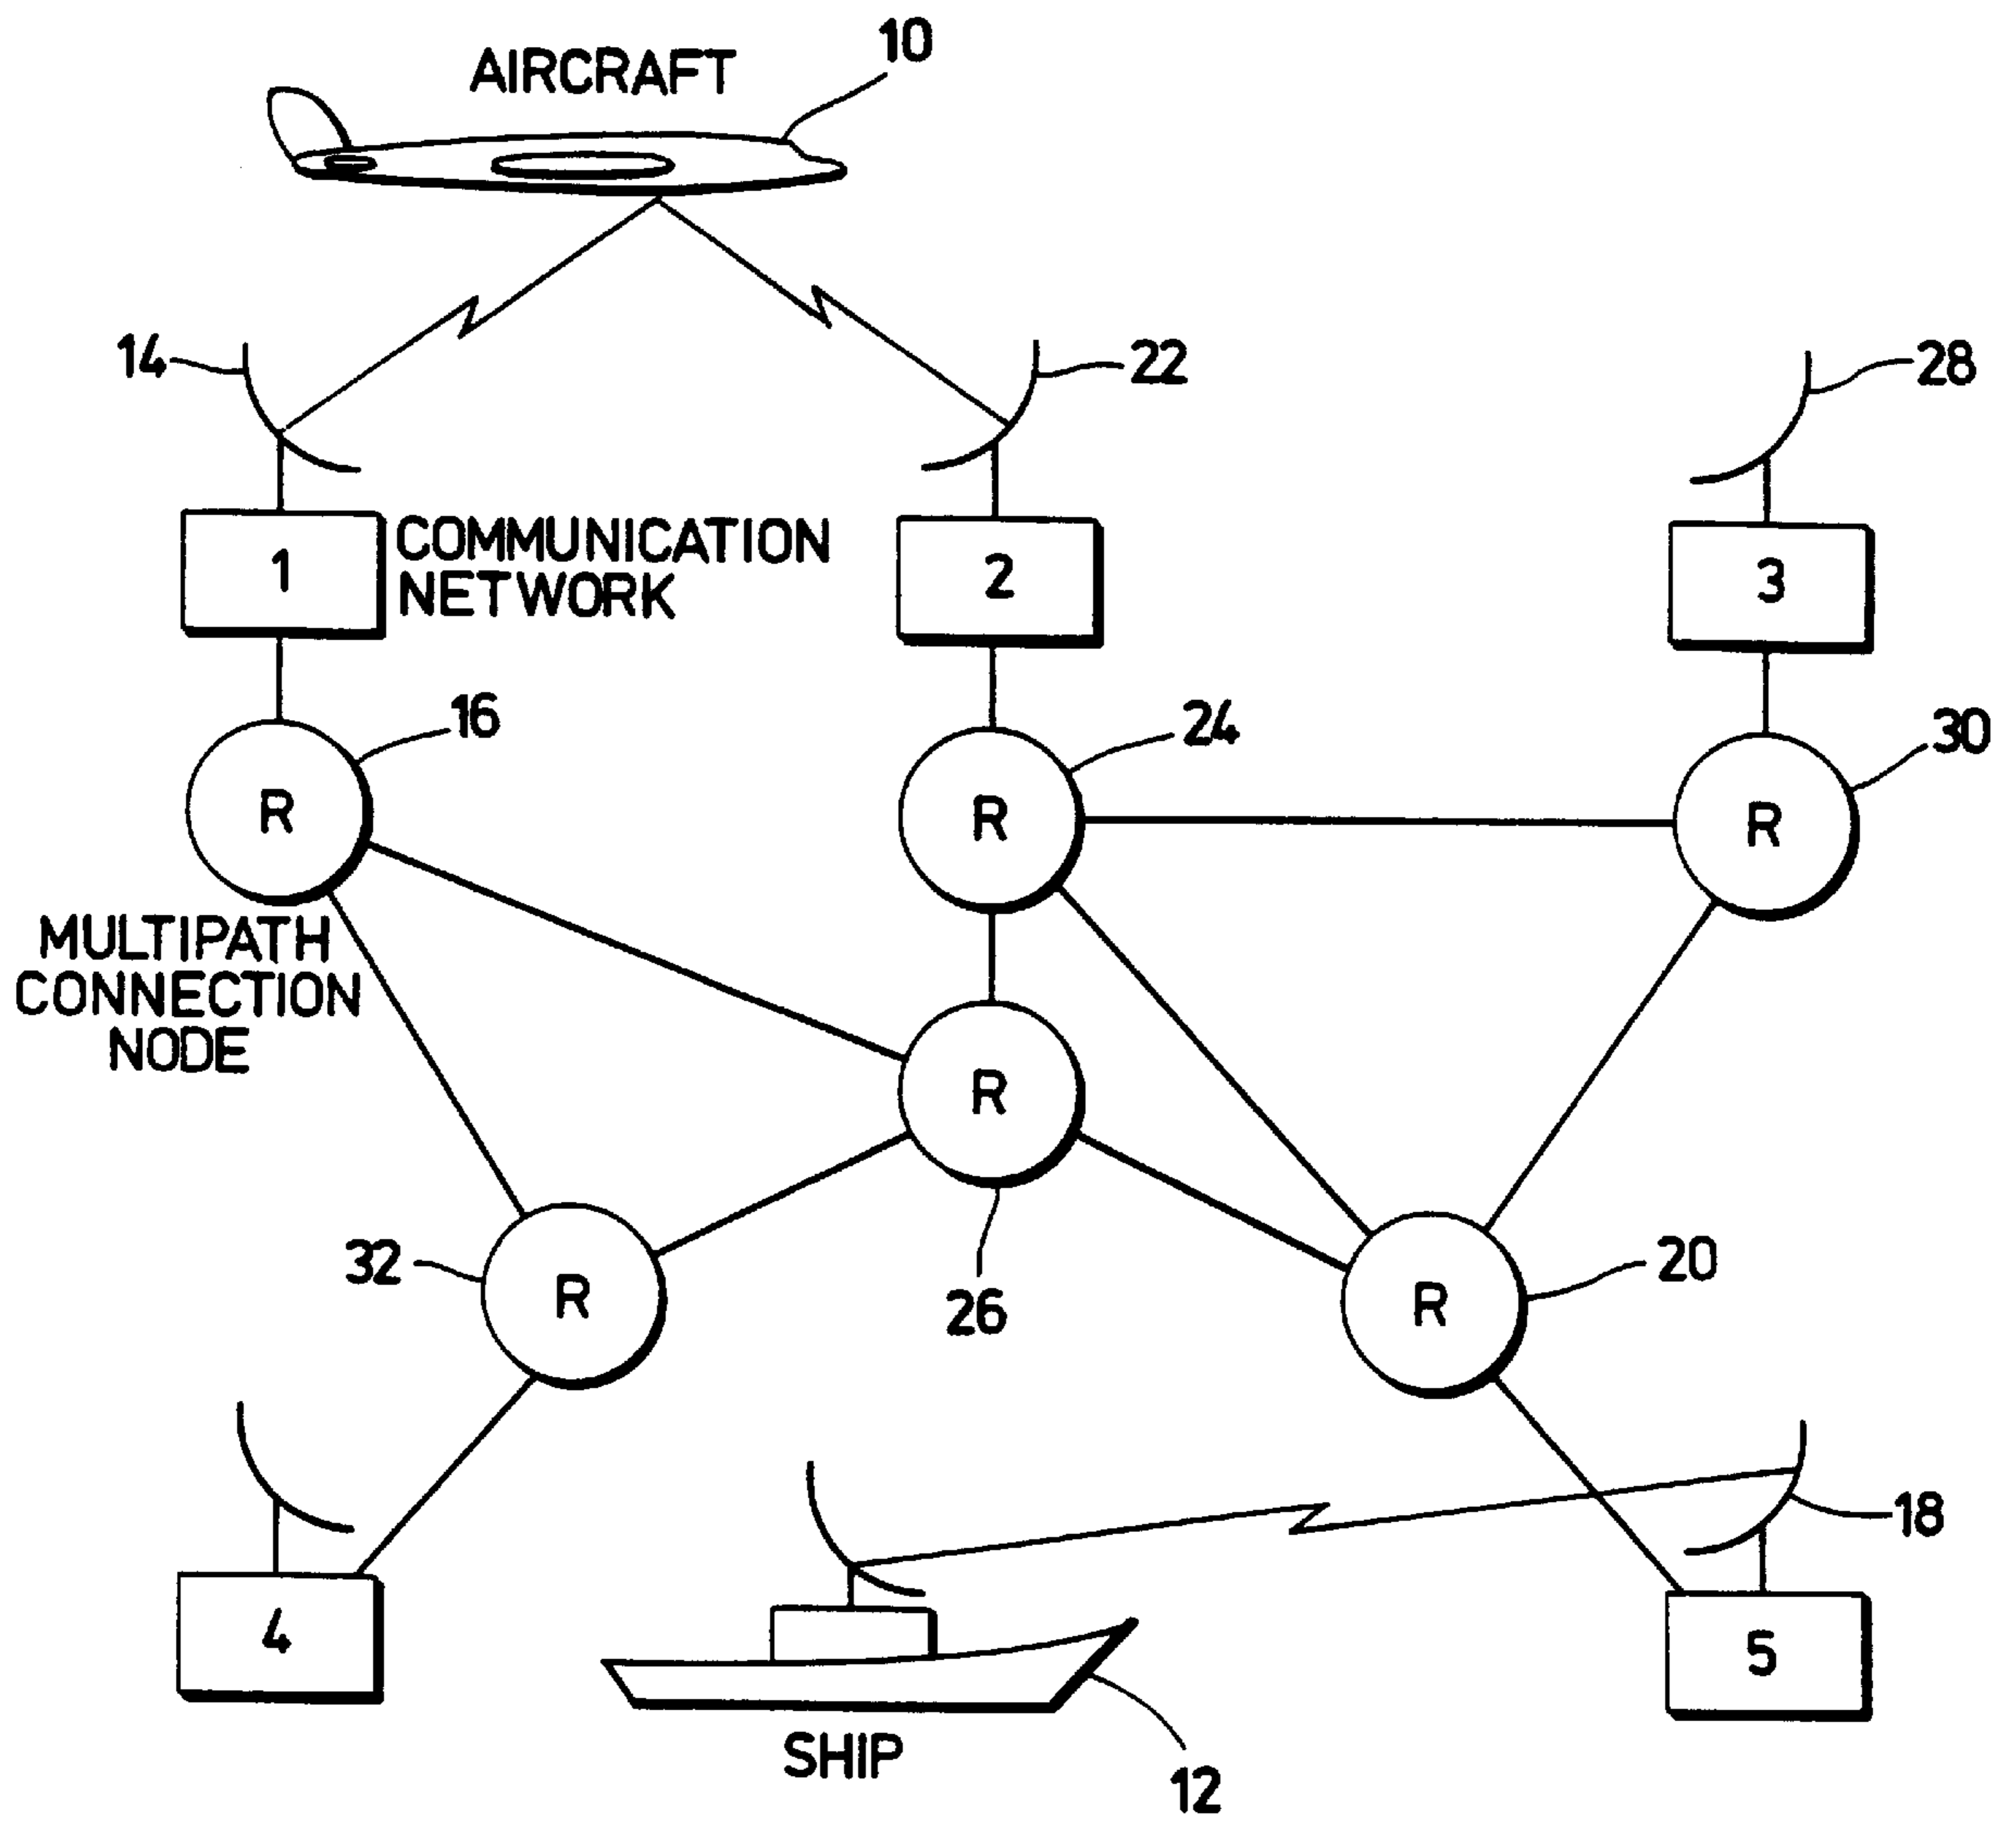 10
AIRCRAFT
14
22
28
1
COMMUNICATION
NETWORK
2
3
16
24
30
R
R
R
MULTIPATH
CONNECTION
NODE
R
32
26
20
R
R
18
4
5
SHIP
12